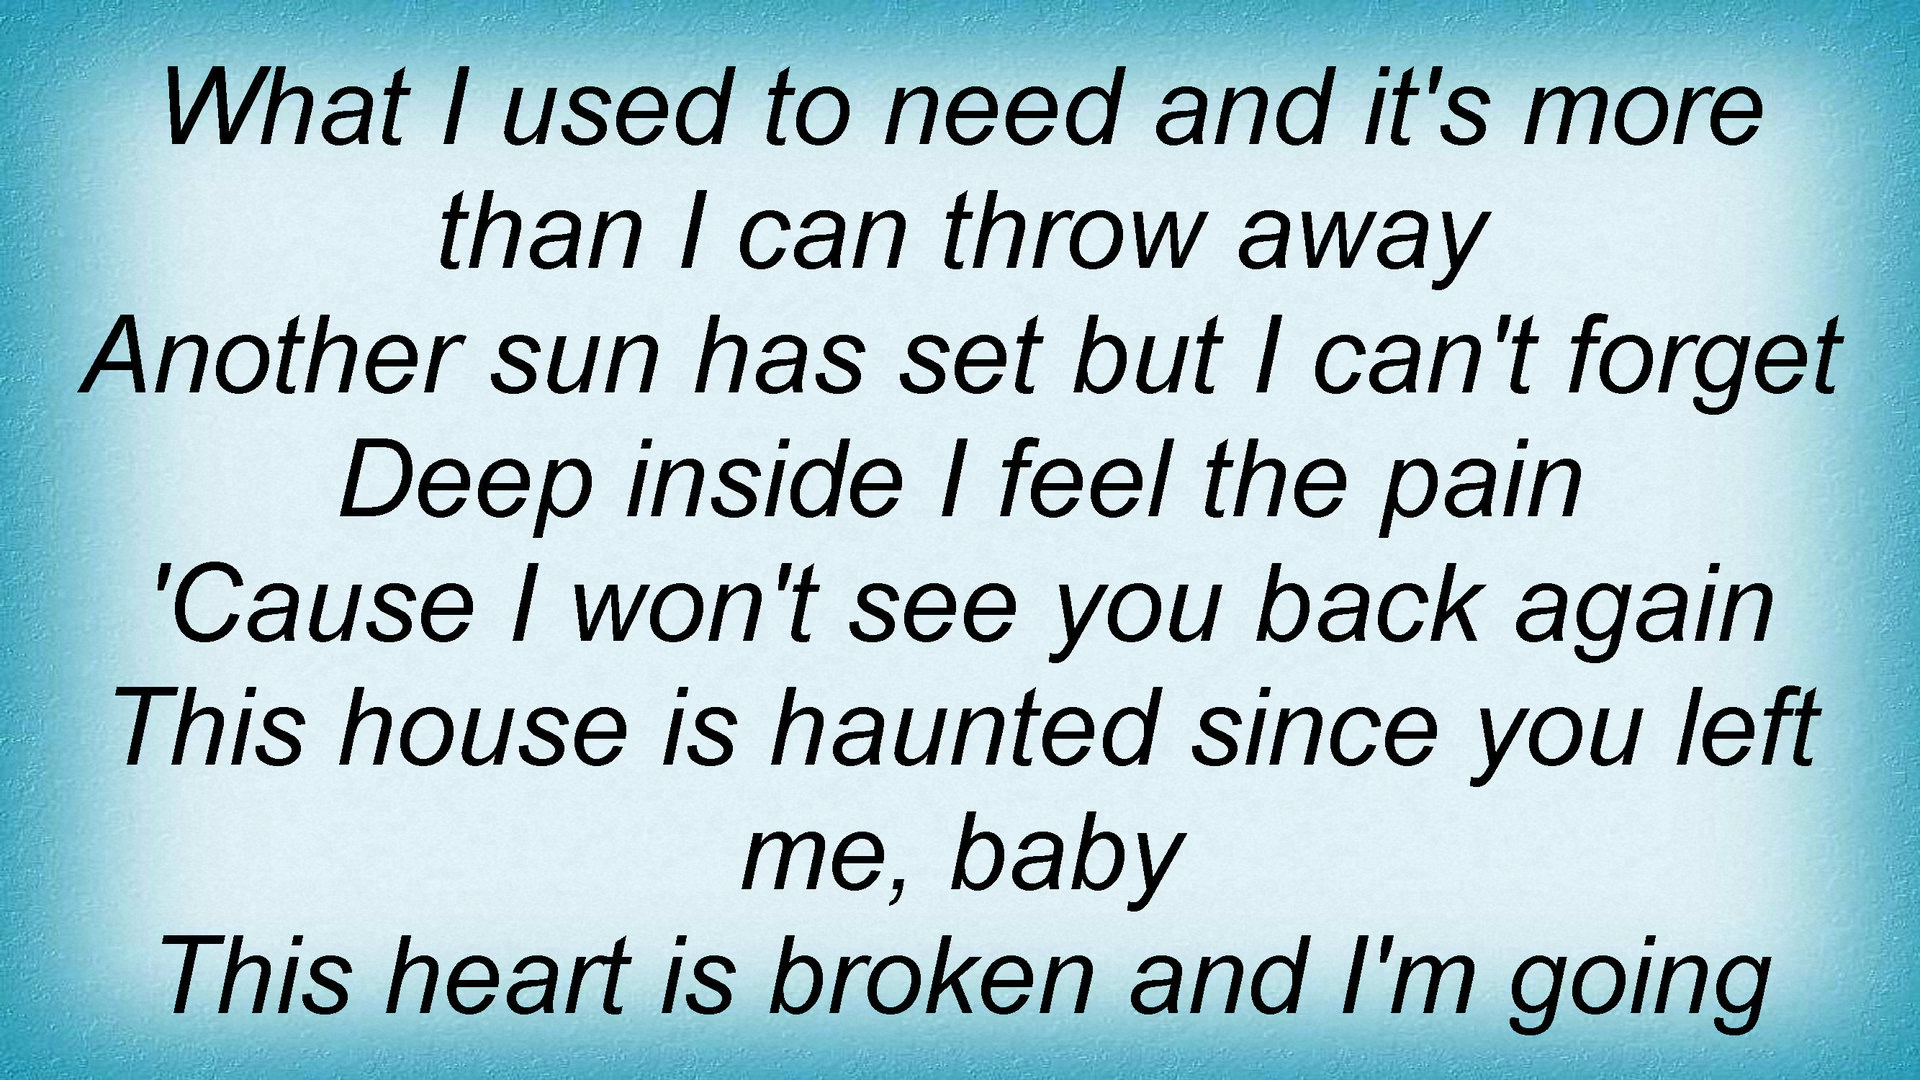 What I used to need and it's more
than I can throw away
Another sun has set but I can't forget
Deep inside I feel the pain
'Cause I won't see you back again
This house is haunted since you left
me, baby
This heart is broken and I'm going